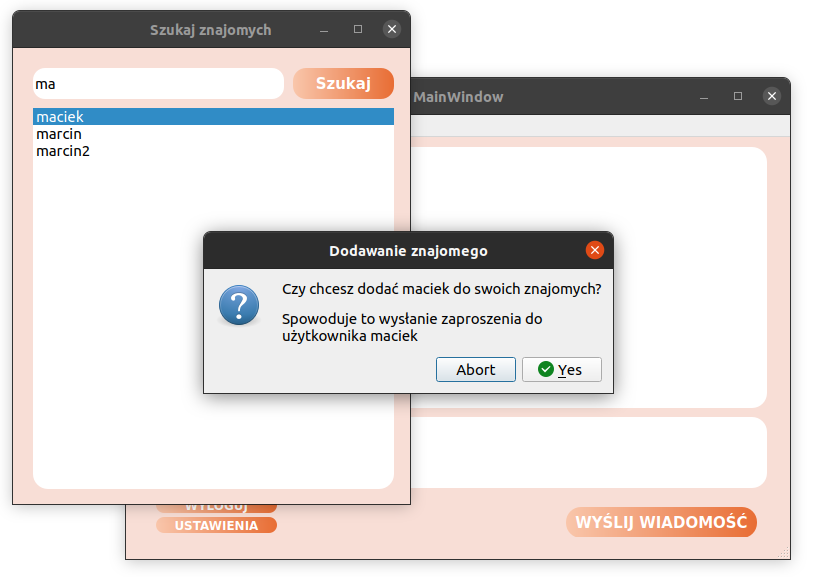 Szukaj znajomych
ma
Szukaj
maciek
marcin
marcin2
MainWindow
Dodawanie znajomego
Czy chcesz dodać maciek do swoich znajomych?
Spowoduje to wysłanie zaproszenia do
użytkownika maciek
Abort
Yes
WYLOGUJ
USTAWIENIA
WYŚLIJ WIADOMOŚĆ